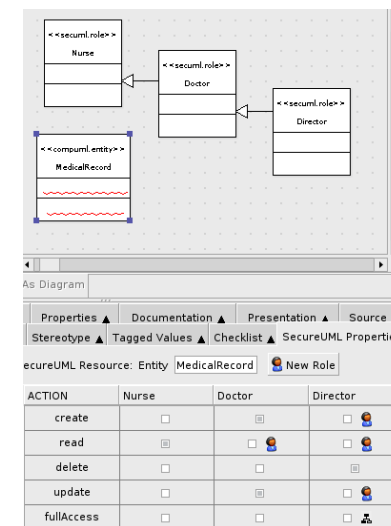 <<secuml.role>>
Nurse
<<secuml.role>>
Doctor
<<secuml.role>>
Director
<<compuml.entity>>
MedicalRecord
As Diagram
Properties Documentation Presentation Source
Stereotype Tagged Values Checklist SecureUML Propertie
ecureUML Resource: Entity MedicalRecord New Role
ACTION Nurse Doctor Director
create
read
delete
update
fullAccess